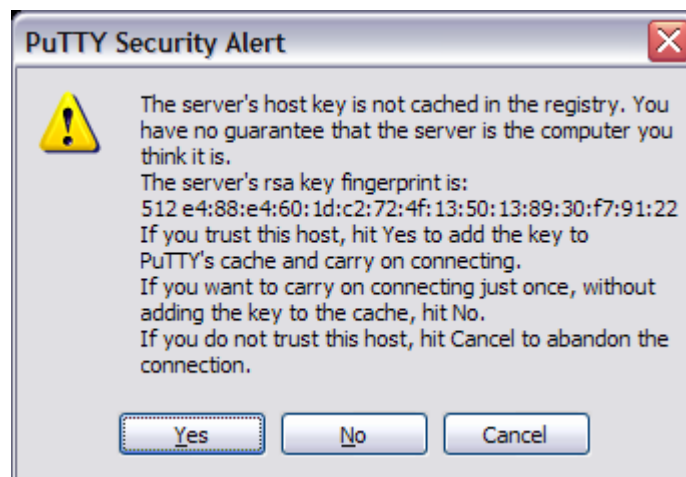 PuTTY Security Alert
The server's host key is not cached in the registry. You
have no guarantee that the server is the computer you
think it is.
The server's rsa key fingerprint is:
512 e4:88:e4:60:1d:c2:72:4f:13:50:13:89:30:f7:91:22
If you trust this host, hit Yes to add the key to
PuTTY's cache and carry on connecting.
If you want to carry on connecting just once, without
adding the key to the cache, hit No.
If you do not trust this host, hit Cancel to abandon the
connection.
Yes No Cancel